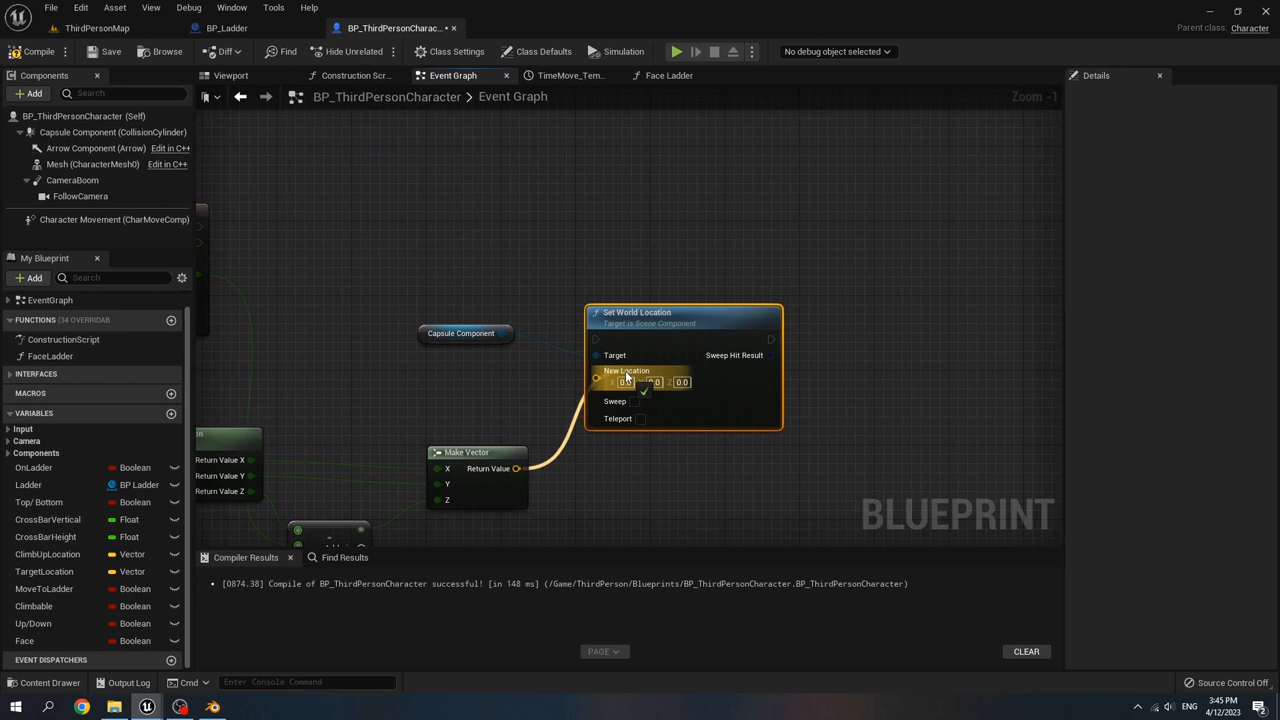 File Edit Asset View Debug Window Tools Help
ThirdPersonMap
BP_Ladder
BP_ThirdPersonCharac... •
Parent class: Character
Compile
Save
Browse
Diff
Find
Hide Unrelated
Class Settings
Class Defaults
Simulation
No debug object selected
Components
Add
Search
BP_ThirdPersonCharacter (Self)
Capsule Component (CollisionCylinder)
Arrow Component (Arrow) Edit in C++
Mesh (CharacterMesh0) Edit in C++
CameraBoom
FollowCamera
Character Movement (CharMoveComp)
My Blueprint
Add
Search
EventGraph
FUNCTIONS (34 OVERRIDAB
ConstructionScript
FaceLadder
INTERFACES
MACROS
VARIABLES
Input
Camera
Components
OnLadder Boolean
Ladder BP Ladder
Top/ Bottom Boolean
CrossBarVertical Float
CrossBarHeight Float
ClimbUpLocation Vector
TargetLocation Vector
MoveToLadder Boolean
Climbable Boolean
Up/Down Boolean
Face Boolean
EVENT DISPATCHERS
Viewport
Construction Scr...
Event Graph
TimeMove_Tem...
Face Ladder
BP_ThirdPersonCharacter > Event Graph
Zoom -1
Capsule Component
Set World Location
Target is Scene Component
Target
Sweep Hit Result
New Location
X 0.0 Y 0.0 Z 0.0
Sweep
Teleport
on
Return Value X
Return Value Y
Return Value Z
Make Vector
X
Y
Z
Return Value
BLUEPRINT
Details
Compiler Results
Find Results
[0874.38] Compile of BP_ThirdPersonCharacter successful! [in 148 ms] (/Game/ThirdPerson/Blueprints/BP_ThirdPersonCharacter.BP_ThirdPersonCharacter)
PAGE
CLEAR
Content Drawer
Output Log
Cmd
Enter Console Command
Source Control Off
ENG
3:45 PM
4/12/2023